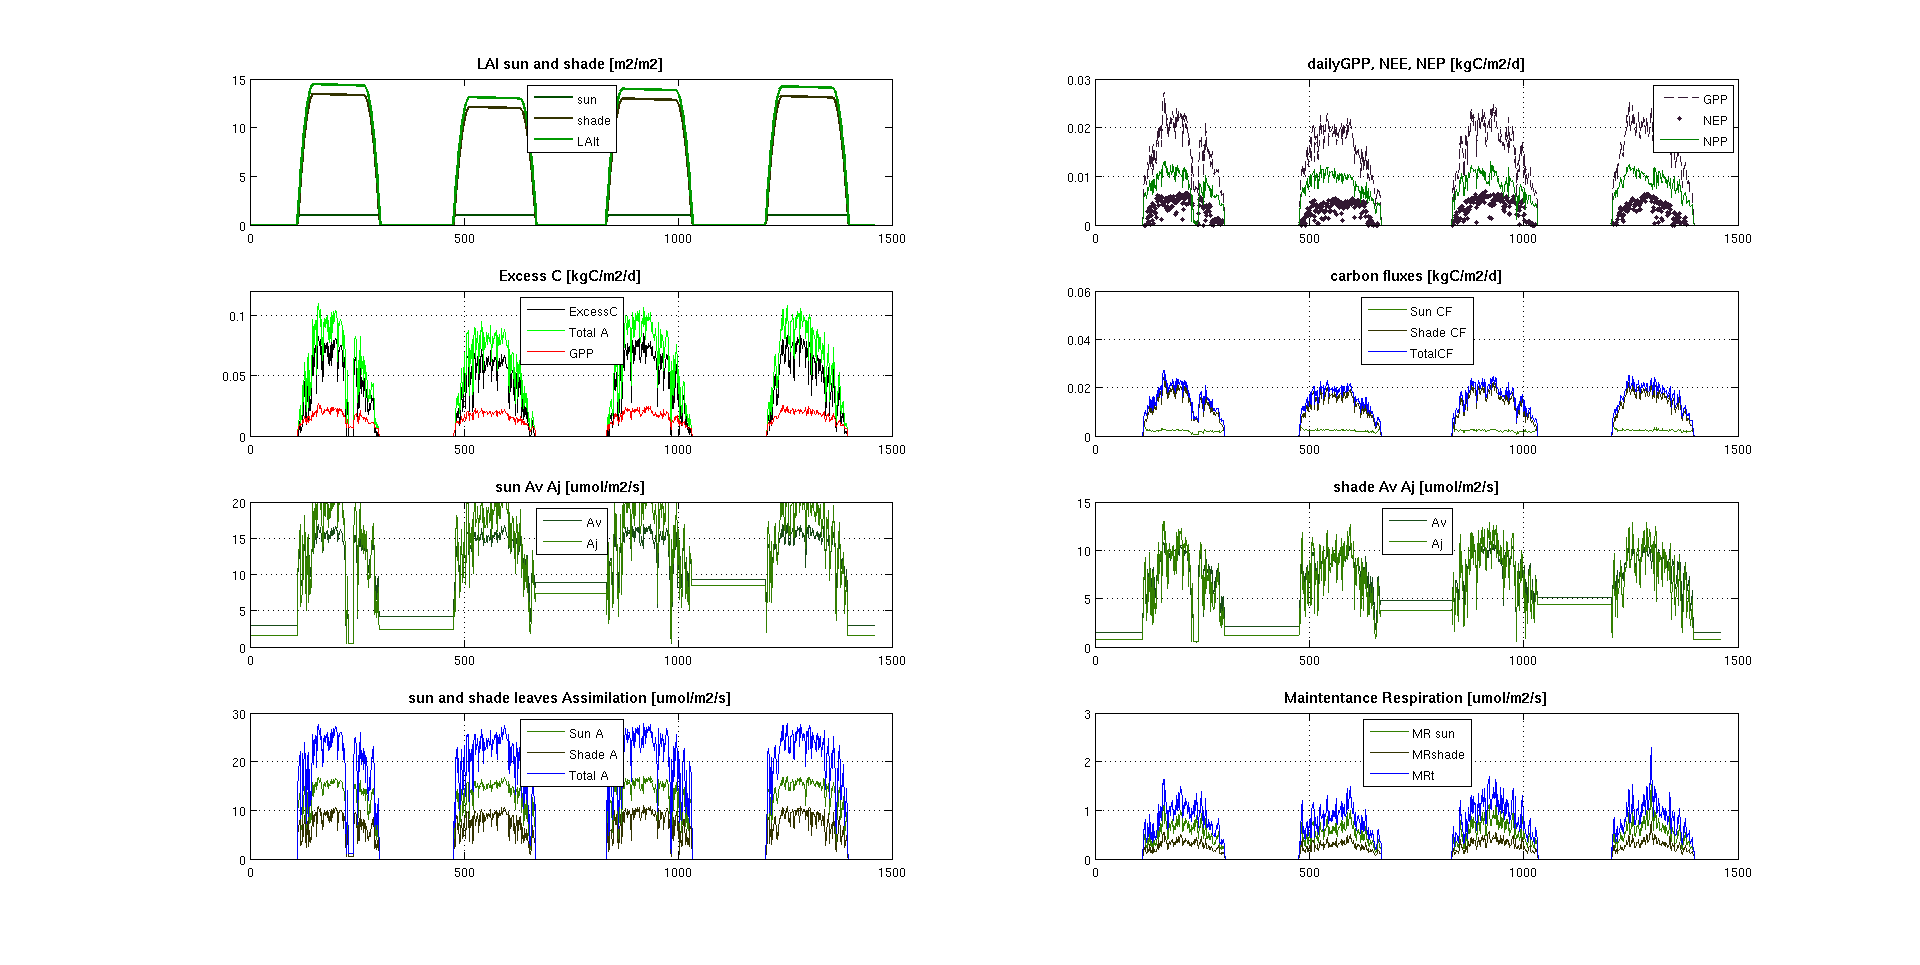 LAI sun and shade [m2/m2]
15
10
5
0
0
500
1000
1500
sun
shade
LAIt
dailyGPP, NEE, NEP [kgC/m2/d]
0.03
0.02
0.01
0
0
500
1000
1500
GPP
NEP
NPP
Excess C [kgC/m2/d]
0.1
0.05
0
0
500
1000
1500
ExcessC
Total A
GPP
carbon fluxes [kgC/m2/d]
0.06
0.04
0.02
0
0
500
1000
1500
Sun CF
Shade CF
TotalCF
sun Av Aj [umol/m2/s]
20
15
10
5
0
0
500
1000
1500
Av
Aj
shade Av Aj [umol/m2/s]
15
10
5
0
0
500
1000
1500
Av
Aj
sun and shade leaves Assimilation [umol/m2/s]
30
20
10
0
0
500
1000
1500
Sun A
Shade A
Total A
Maintentance Respiration [umol/m2/s]
3
2
1
0
0
500
1000
1500
MR sun
MRshade
MRt